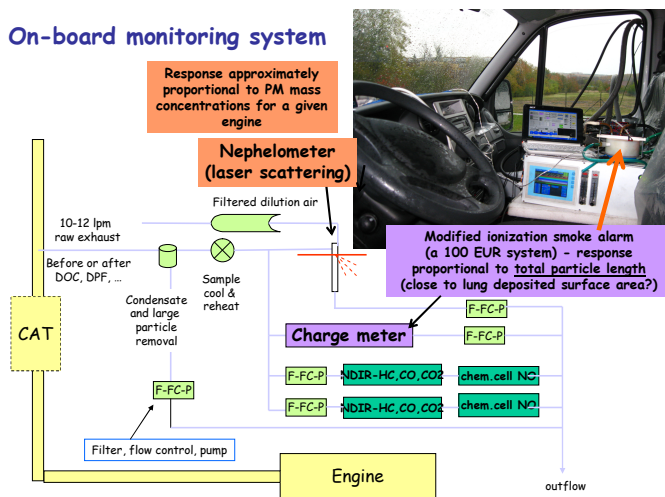 On-board monitoring system
Response approximately
proportional to PM mass
concentrations for a given
engine
Nephelometer
(laser scattering)
Filtered dilution air
10-12 lpm
raw exhaust
Before or after
DOC, DPF, ...
Sample
cool &
reheat
Condensate
and large
particle
removal
Modified ionization smoke alarm
(a 100 EUR system) - response
proportional to total particle length
(close to lung deposited surface area?)
F-FC-P
Charge meter
F-FC-P
CAT
F-FC-P
NDIR-HC,CO,CO2
chem.cell NO
F-FC-P
NDIR-HC,CO,CO2
chem.cell NO
F-FC-P
Filter, flow control, pump
Engine
outflow